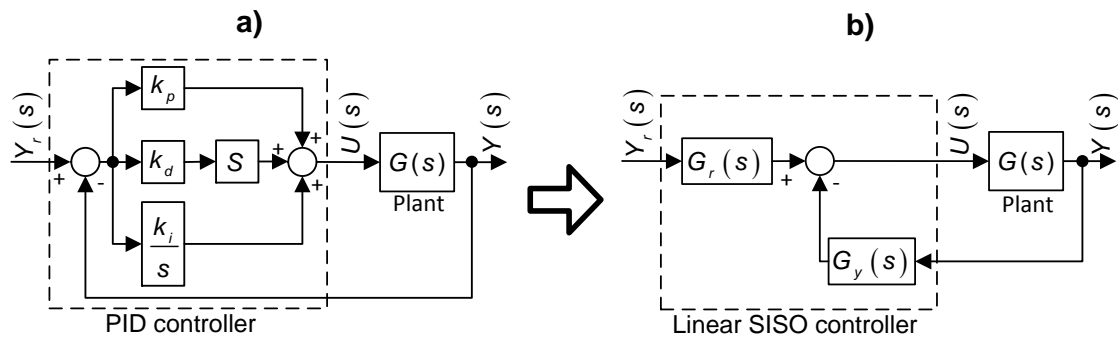 a)
Y_r(s)
+
-
k_p
k_d
S
k_i
s
+
+
+
U(s)
G(s)
Plant
Y(s)
PID controller
b)
Y_r(s)
G_r(s)
+
-
G_y(s)
U(s)
G(s)
Plant
Y(s)
Linear SISO controller